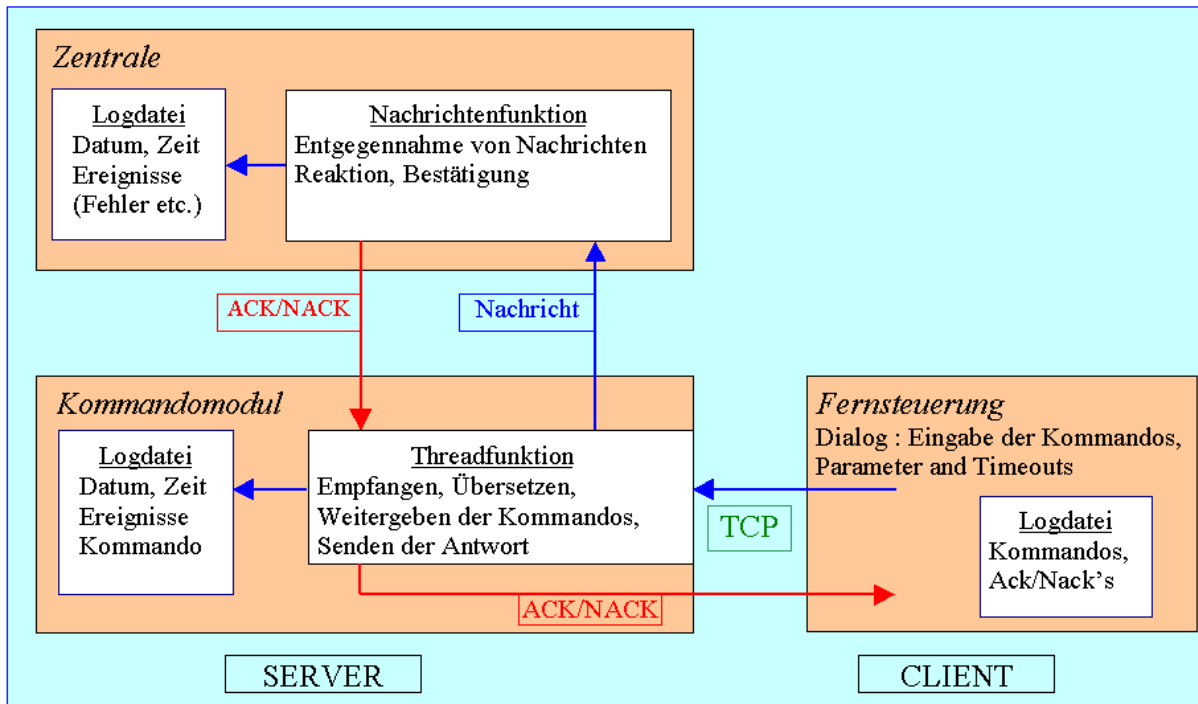 Zentrale
Logdatei
Datum, Zeit
Ereignisse
(Fehler etc.)
Nachrichtenfunktion
Entgegennahme von Nachrichten
Reaktion, Bestätigung
ACK/NACK
Nachricht
Kommandomodul
Logdatei
Datum, Zeit
Ereignisse
Kommando
Threadfunktion
Empfangen, Übersetzen,
Weitergeben der Kommandos,
Senden der Antwort
ACK/NACK
TCP
Fernsteuerung
Dialog : Eingabe der Kommandos,
Parameter and Timeouts
Logdatei
Kommandos,
Ack/Nack's
SERVER
CLIENT